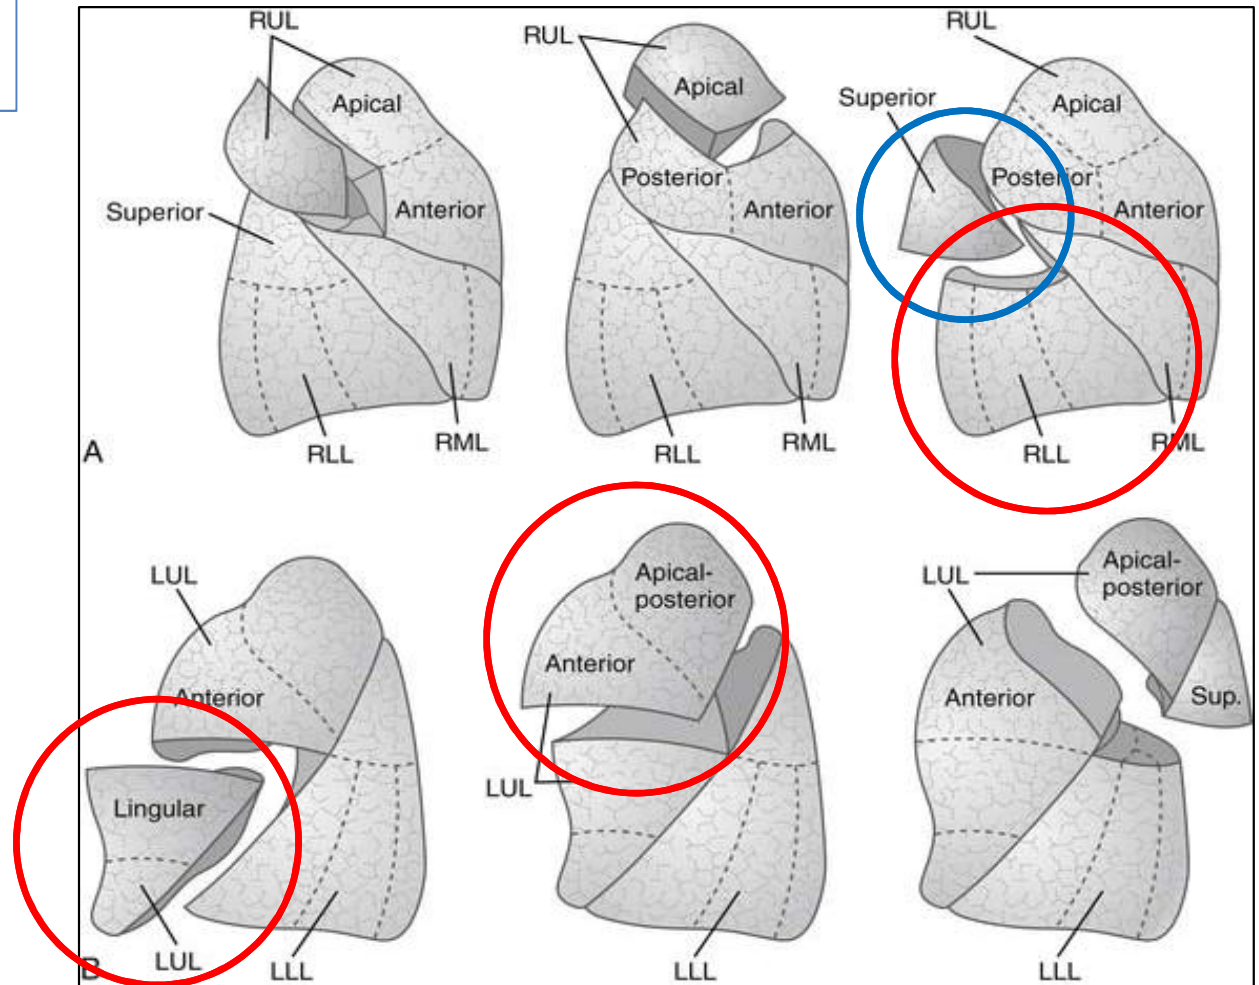 RUL
Apical
Superior
Anterior
RLL
RML
RUL
Apical
Posterior
Anterior
RLL
RML
RUL
Superior
Apical
Posterior
Anterior
RLL
RML
A
LUL
Anterior
Lingular
LUL
LLL
Apical-
posterior
Anterior
LUL
LLL
LUL
Apical-
posterior
Anterior
Sup.
LLL
B